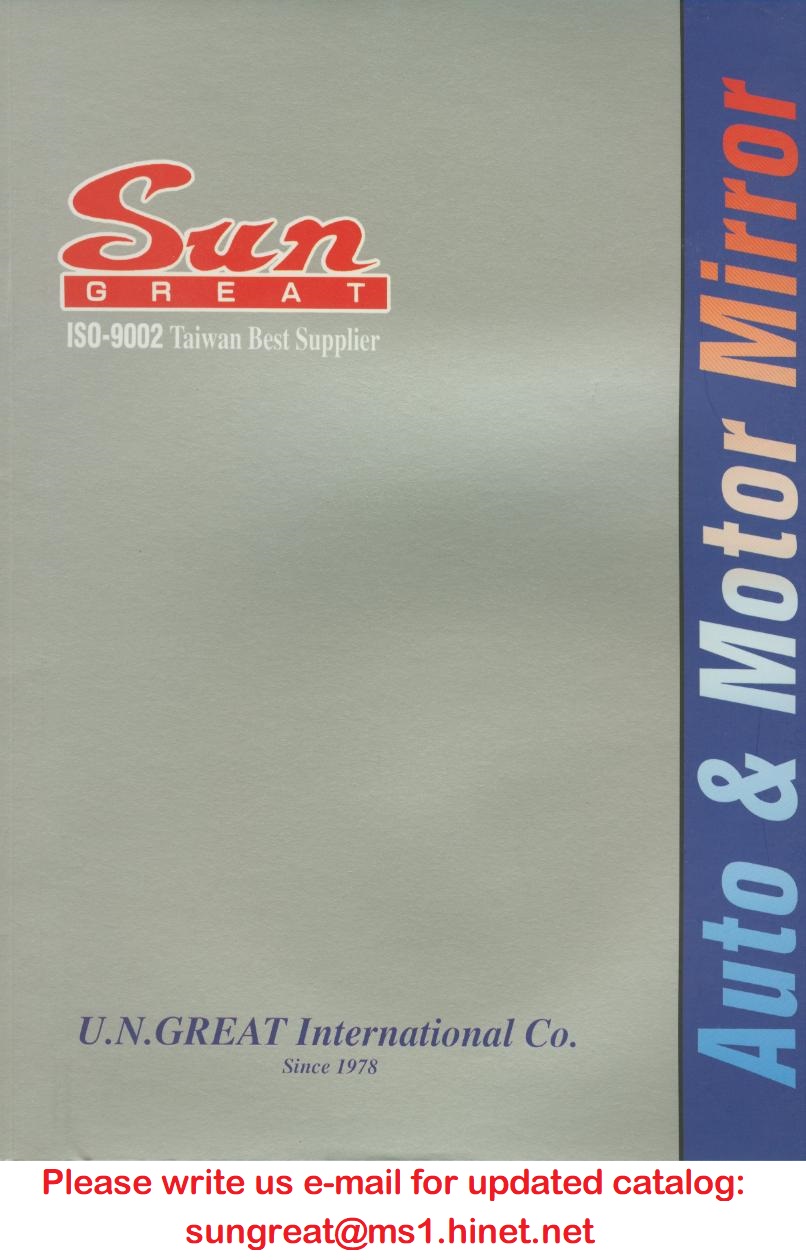 Sun
GREAT
ISO-9002 Taiwan Best Supplier
Auto & Motor Mirror
U.N.GREAT International Co.
Since 1978
Please write us e-mail for updated catalog:
sungreat@ms1.hinet.net